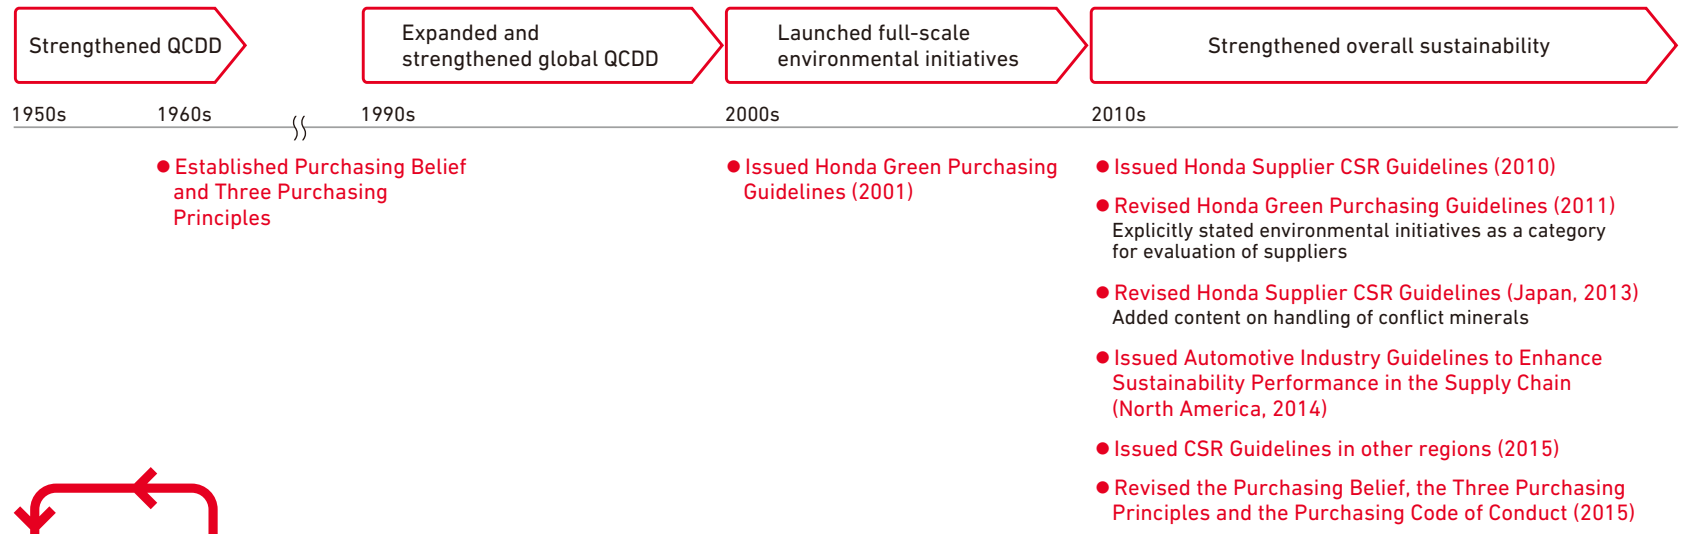 Strengthened QCDD
Expanded and
strengthened global QCDD
Launched full-scale
environmental initiatives
Strengthened overall sustainability
1950s
1960s
1990s
2000s
2010s
● Established Purchasing Belief
and Three Purchasing
Principles
● Issued Honda Green Purchasing
Guidelines (2001)
● Issued Honda Supplier CSR Guidelines (2010)
● Revised Honda Green Purchasing Guidelines (2011)
Explicitly stated environmental initiatives as a category
for evaluation of suppliers
● Revised Honda Supplier CSR Guidelines (Japan, 2013)
Added content on handling of conflict minerals
● Issued Automotive Industry Guidelines to Enhance
Sustainability Performance in the Supply Chain
(North America, 2014)
● Issued CSR Guidelines in other regions (2015)
● Revised the Purchasing Belief, the Three Purchasing
Principles and the Purchasing Code of Conduct (2015)